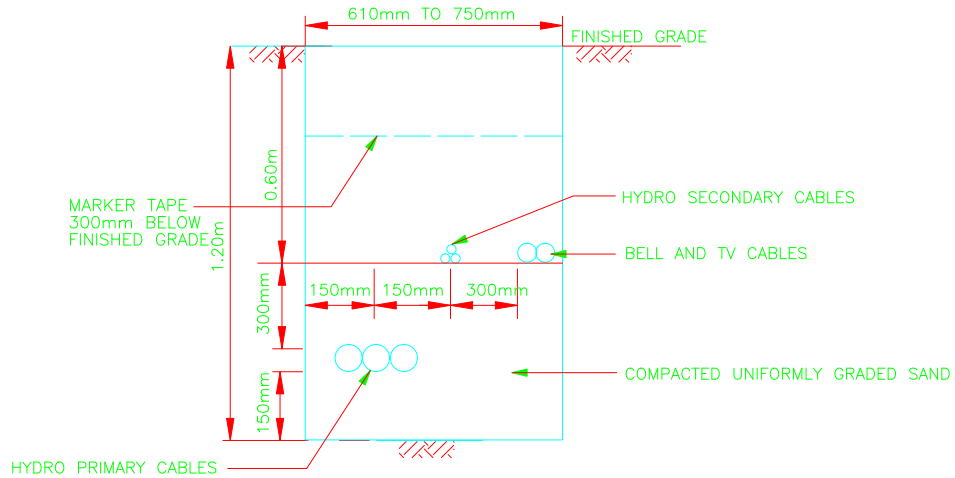 610mm TO 750mm
FINISHED GRADE
0.60m
HYDRO SECONDARY CABLES
MARKER TAPE
300mm BELOW
FINISHED GRADE
1.20m
BELL AND TV CABLES
150mm
150mm
300mm
300mm
COMPACTED UNIFORMLY GRADED SAND
150mm
HYDRO PRIMARY CABLES